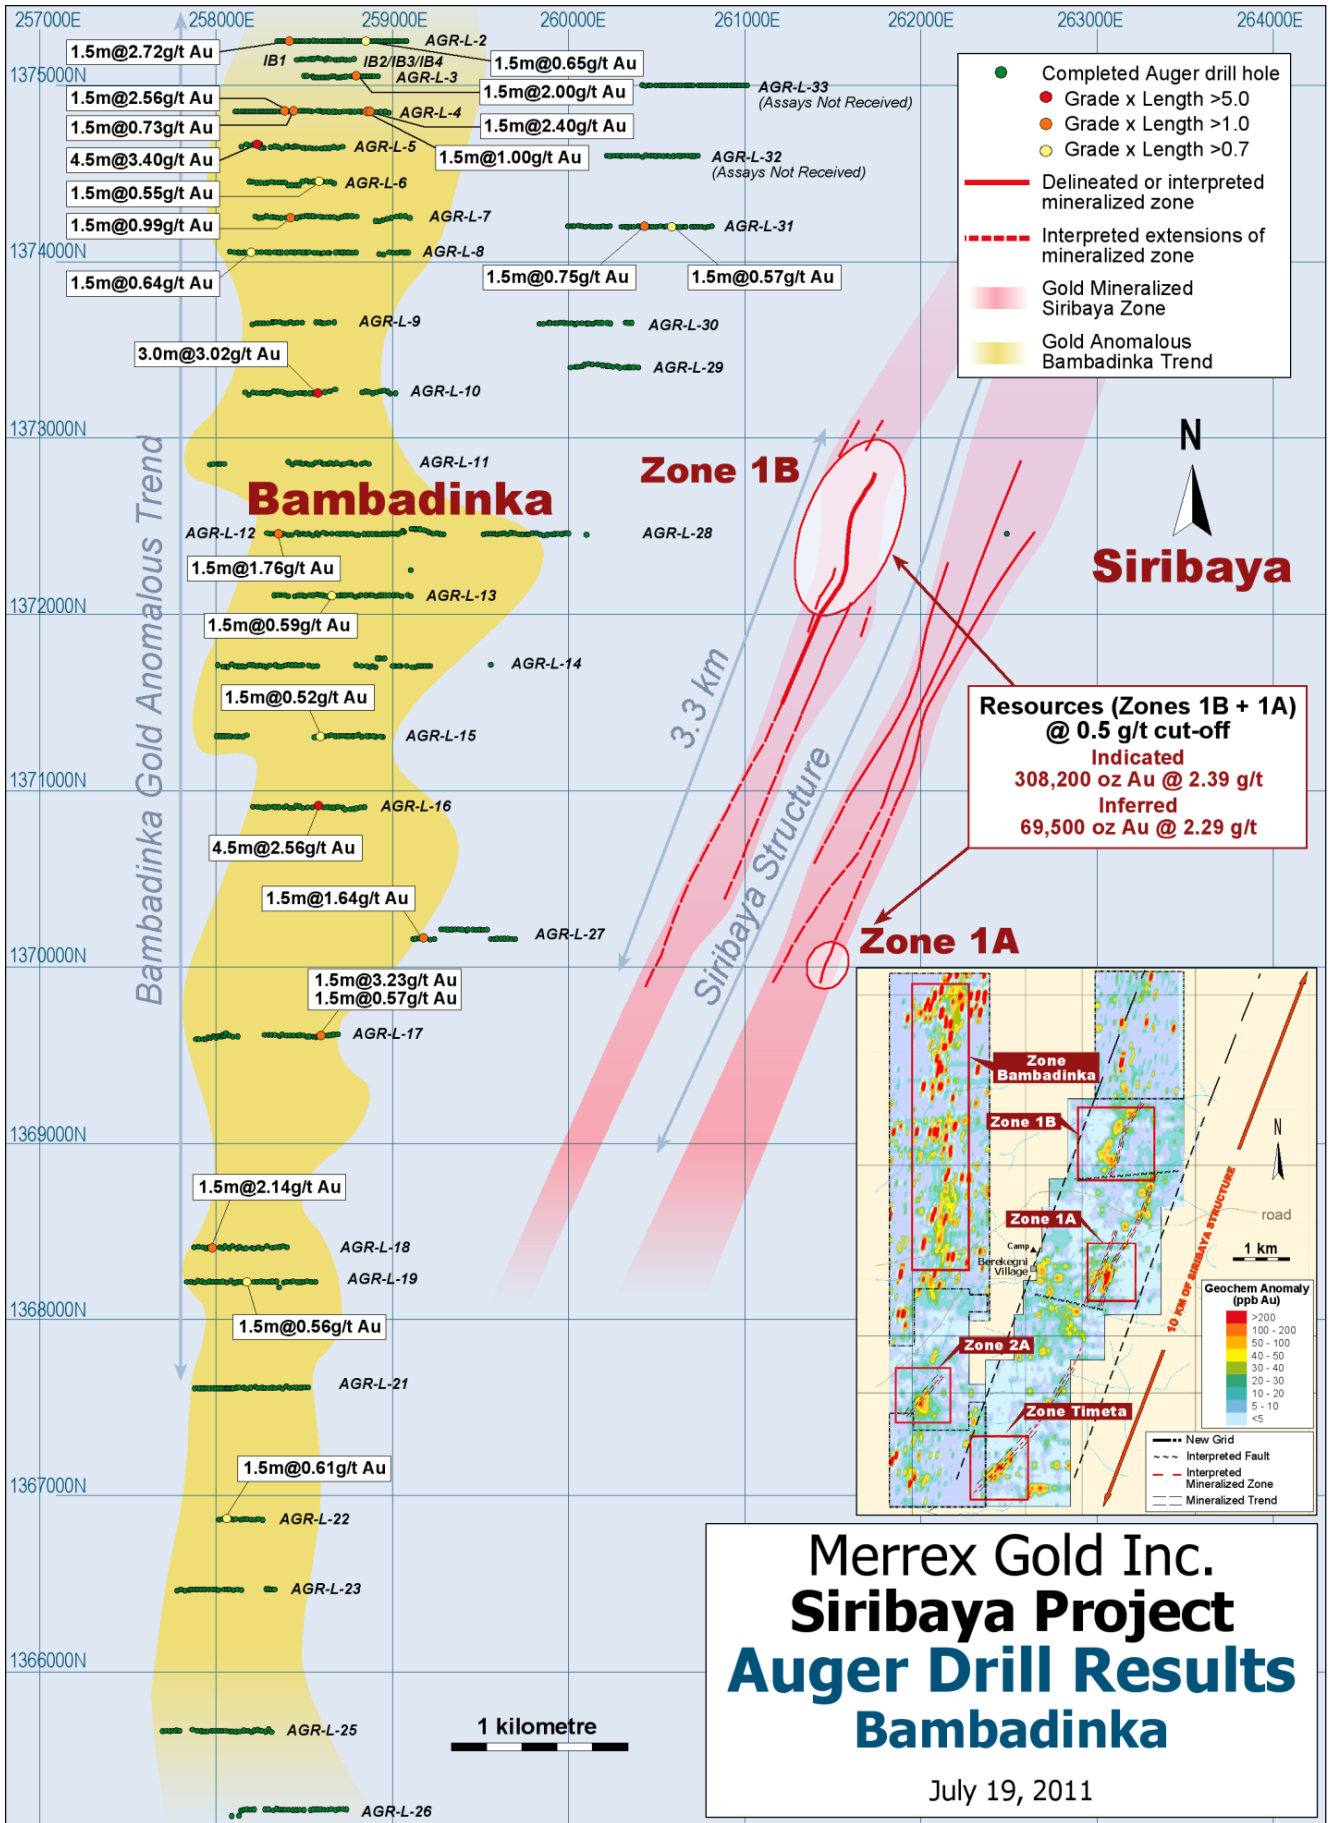 257000E
258000E
259000E
260000E
261000E
262000E
263000E
264000E
1.5m@2.72g/t Au
AGR-L-2
1.5m@0.65g/t Au
IB1
IB2/IB3/IB4
1375000N
AGR-L-3
1.5m@2.00g/t Au
AGR-L-33
(Assays Not Received)
1.5m@2.56g/t Au
1.5m@0.73g/t Au
AGR-L-4
1.5m@2.40g/t Au
4.5m@3.40g/t Au
AGR-L-5
1.5m@1.00g/t Au
AGR-L-32
(Assays Not Received)
1.5m@0.55g/t Au
AGR-L-6
1.5m@0.99g/t Au
AGR-L-7
AGR-L-31
1374000N
AGR-L-8
1.5m@0.64g/t Au
1.5m@0.75g/t Au
1.5m@0.57g/t Au
AGR-L-9
AGR-L-30
3.0m@3.02g/t Au
AGR-L-29
AGR-L-10
1373000N
AGR-L-11
Bambadinka
AGR-L-12
AGR-L-28
1.5m@1.76g/t Au
1372000N
AGR-L-13
1.5m@0.59g/t Au
AGR-L-14
1.5m@0.52g/t Au
AGR-L-15
1371000N
AGR-L-16
4.5m@2.56g/t Au
1.5m@1.64g/t Au
AGR-L-27
1370000N
1.5m@3.23g/t Au
1.5m@0.57g/t Au
AGR-L-17
1369000N
1.5m@2.14g/t Au
AGR-L-18
AGR-L-19
1368000N
1.5m@0.56g/t Au
AGR-L-21
1.5m@0.61g/t Au
1367000N
AGR-L-22
AGR-L-23
1366000N
AGR-L-25
AGR-L-26
Bambadinka Gold Anomalous Trend
Completed Auger drill hole
Grade x Length >5.0
Grade x Length >1.0
Grade x Length >0.7
Delineated or interpreted
mineralized zone
Interpreted extensions of
mineralized zone
Gold Mineralized
Siribaya Zone
Gold Anomalous
Bambadinka Trend
N
Siribaya
Zone 1B
3.3 km
Siribaya Structure
Resources (Zones 1B + 1A)
@ 0.5 g/t cut-off
Indicated
308,200 oz Au @ 2.39 g/t
Inferred
69,500 oz Au @ 2.29 g/t
Zone 1A
Zone
Bambadinka
Zone 1B
N
Zone 1A
road
Camp
Berekegni
Village
1 km
10 KM OF SIRIBAYA STRUCTURE
Zone 2A
Zone Timeta
Geochem Anomaly
(ppb Au)
>200
100 - 200
50 - 100
40 - 50
30 - 40
20 - 30
10 - 20
5 - 10
<5
New Grid
Interpreted Fault
Interpreted
Mineralized Zone
Mineralized Trend
1 kilometre
Merrex Gold Inc.
Siribaya Project
Auger Drill Results
Bambadinka
July 19, 2011